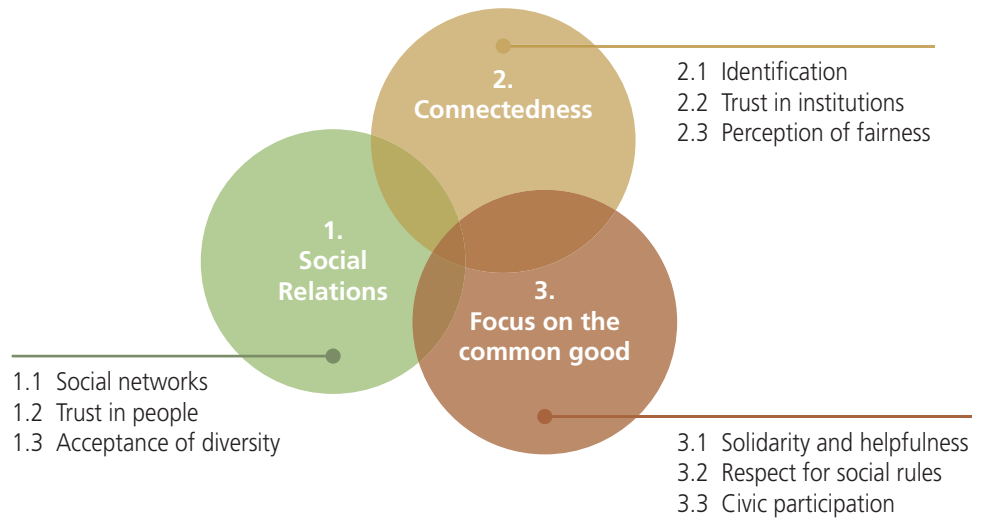 2.
Connectedness
2.1 Identification
2.2 Trust in institutions
2.3 Perception of fairness
1.
Social
Relations
3.
Focus on the
common good
1.1 Social networks
1.2 Trust in people
1.3 Acceptance of diversity
3.1 Solidarity and helpfulness
3.2 Respect for social rules
3.3 Civic participation